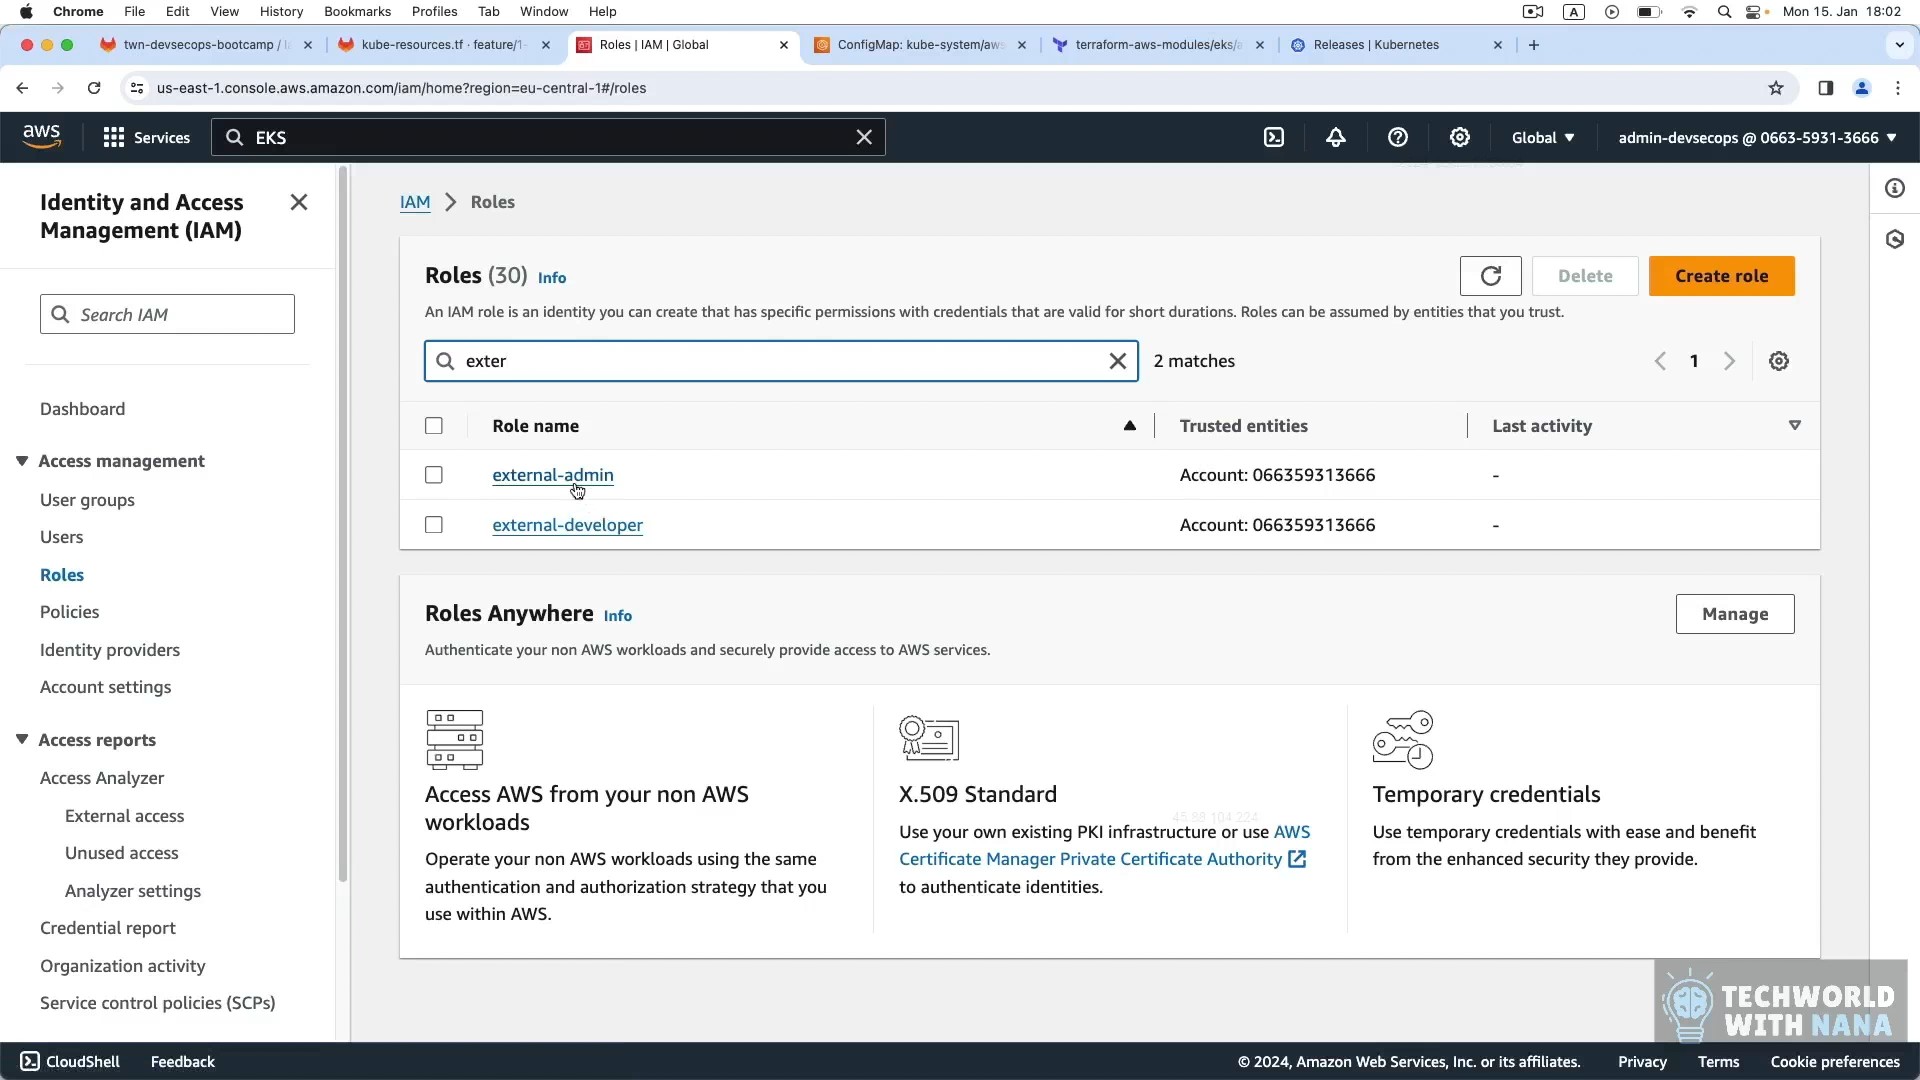 Chrome File Edit View History Bookmarks Profiles Tab Window Help
A Mon 15. Jan 18:02
twn-devsecops-bootcamp /
kube-resources.tf · feature/1-
Roles | IAM | Global
ConfigMap: kube-system/aws
terraform-aws-modules/eks/a
Releases | Kubernetes
us-east-1.console.aws.amazon.com/iam/home?region=eu-central-1#/roles
aws
Services
EKS
Global
admin-devsecops @ 0663-5931-3666
Identity and Access
Management (IAM)
Search IAM
Dashboard
Access management
User groups
Users
Roles
Policies
Identity providers
Account settings
Access reports
Access Analyzer
External access
Unused access
Analyzer settings
Credential report
Organization activity
Service control policies (SCPs)
IAM Roles
Roles (30) Info
Delete
Create role
An IAM role is an identity you can create that has specific permissions with credentials that are valid for short durations. Roles can be assumed by entities that you trust.
exter
2 matches
1
Role name Trusted entities Last activity
external-admin Account: 066359313666 -
external-developer Account: 066359313666 -
Roles Anywhere Info
Manage
Authenticate your non AWS workloads and securely provide access to AWS services.
Access AWS from your non AWS
workloads
Operate your non AWS workloads using the same
authentication and authorization strategy that you
use within AWS.
X.509 Standard
45.88.104.224
Use your own existing PKI infrastructure or use AWS
Certificate Manager Private Certificate Authority
to authenticate identities.
Temporary credentials
Use temporary credentials with ease and benefit
from the enhanced security they provide.
TECHWORLD
WITH NANA
CloudShell Feedback
© 2024, Amazon Web Services, Inc. or its affiliates. Privacy Terms Cookie preferences